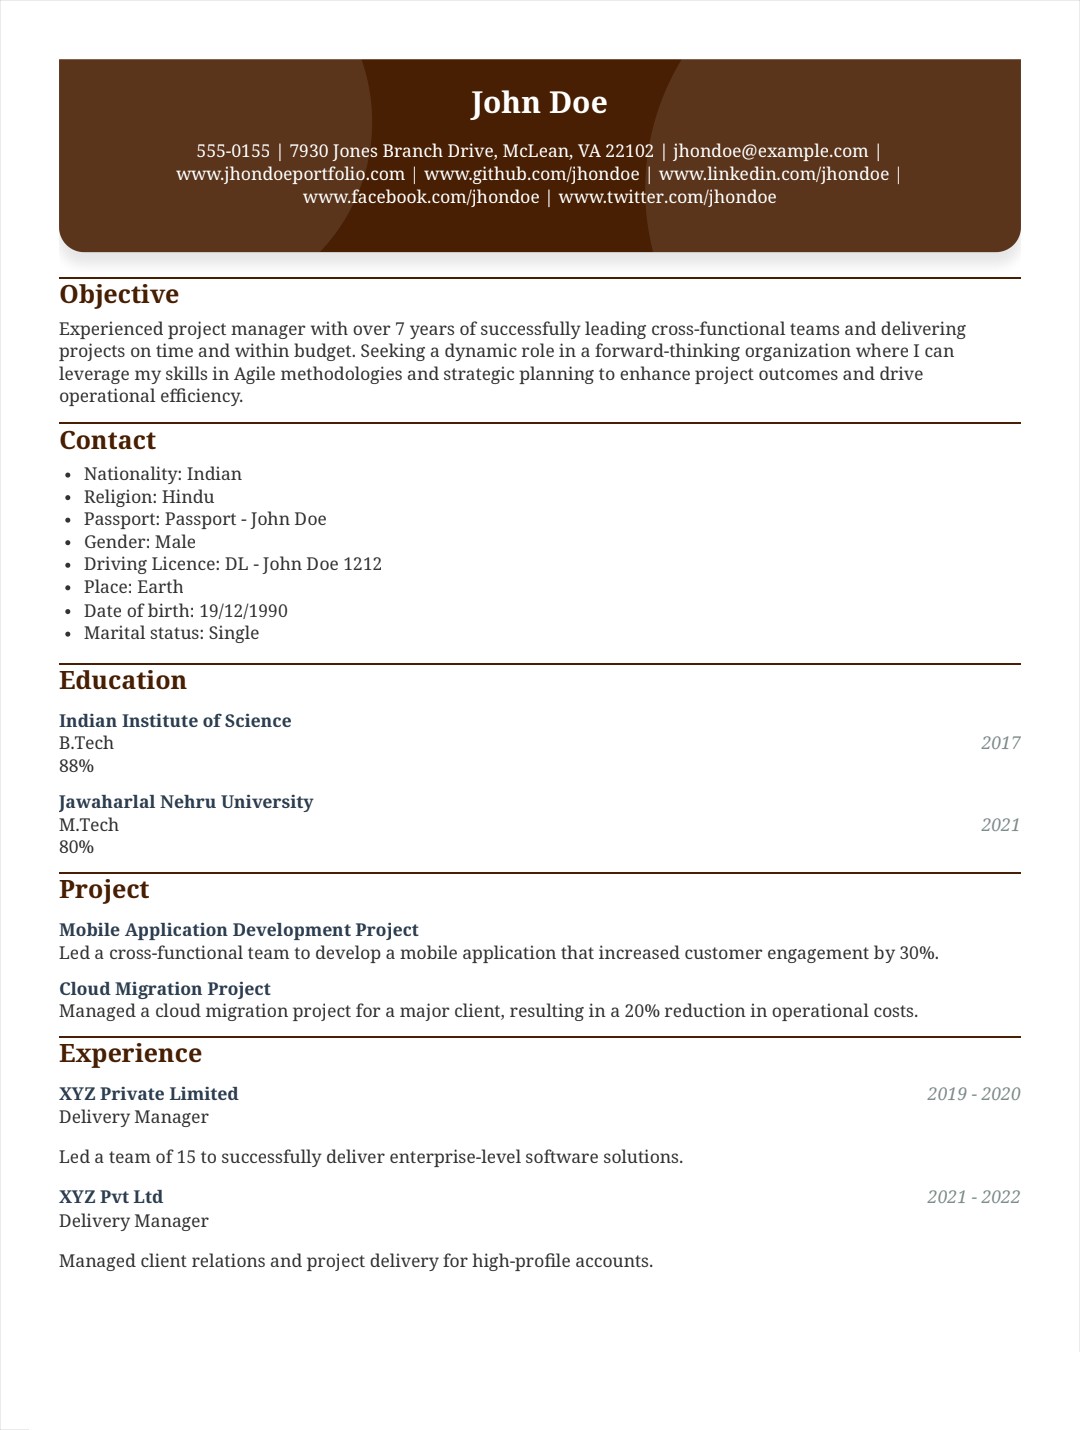 John Doe
555-0155 | 7930 Jones Branch Drive, McLean, VA 22102 | jhondoe@example.com |
www.jhondoeportfolio.com | www.github.com/jhondoe | www.linkedin.com/jhondoe |
www.facebook.com/jhondoe | www.twitter.com/jhondoe
Objective
Experienced project manager with over 7 years of successfully leading cross-functional teams and delivering
projects on time and within budget. Seeking a dynamic role in a forward-thinking organization where I can
leverage my skills in Agile methodologies and strategic planning to enhance project outcomes and drive
operational efficiency.
Contact
• Nationality: Indian
• Religion: Hindu
• Passport: Passport - John Doe
• Gender: Male
• Driving Licence: DL - John Doe 1212
• Place: Earth
• Date of birth: 19/12/1990
• Marital status: Single
Education
Indian Institute of Science
B.Tech 2017
88%
Jawaharlal Nehru University
M.Tech 2021
80%
Project
Mobile Application Development Project
Led a cross-functional team to develop a mobile application that increased customer engagement by 30%.
Cloud Migration Project
Managed a cloud migration project for a major client, resulting in a 20% reduction in operational costs.
Experience
XYZ Private Limited 2019 - 2020
Delivery Manager
Led a team of 15 to successfully deliver enterprise-level software solutions.
XYZ Pvt Ltd 2021 - 2022
Delivery Manager
Managed client relations and project delivery for high-profile accounts.